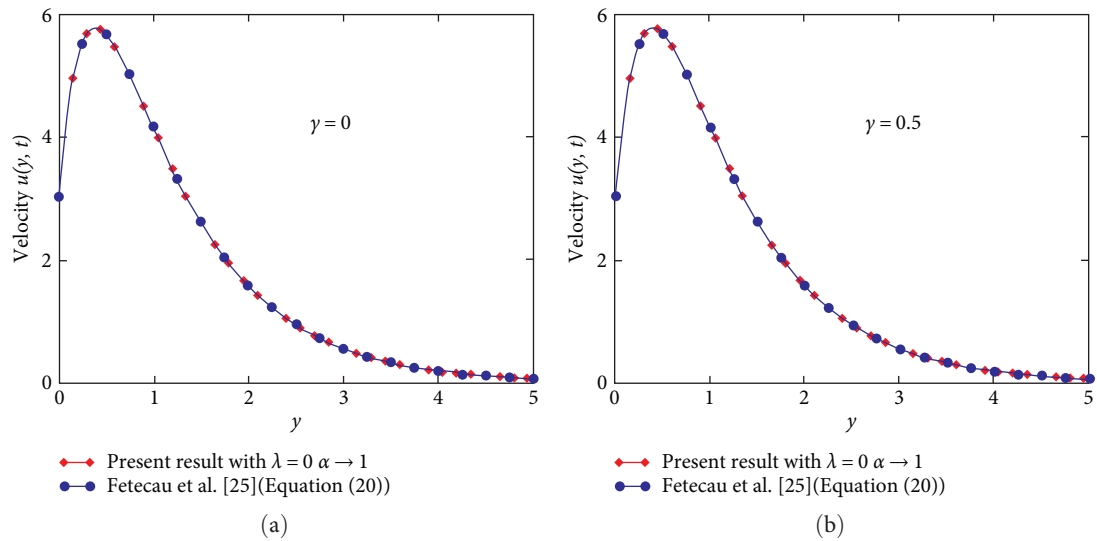 6
4
2
0
Velocity u(y, t)
γ = 0
0 1 2 3 4 5
y
Present result with λ = 0 α → 1
Fetecau et al. [25](Equation (20))
(a)
6
4
2
0
Velocity u(y, t)
γ = 0.5
0 1 2 3 4 5
y
Present result with λ = 0 α → 1
Fetecau et al. [25](Equation (20))
(b)